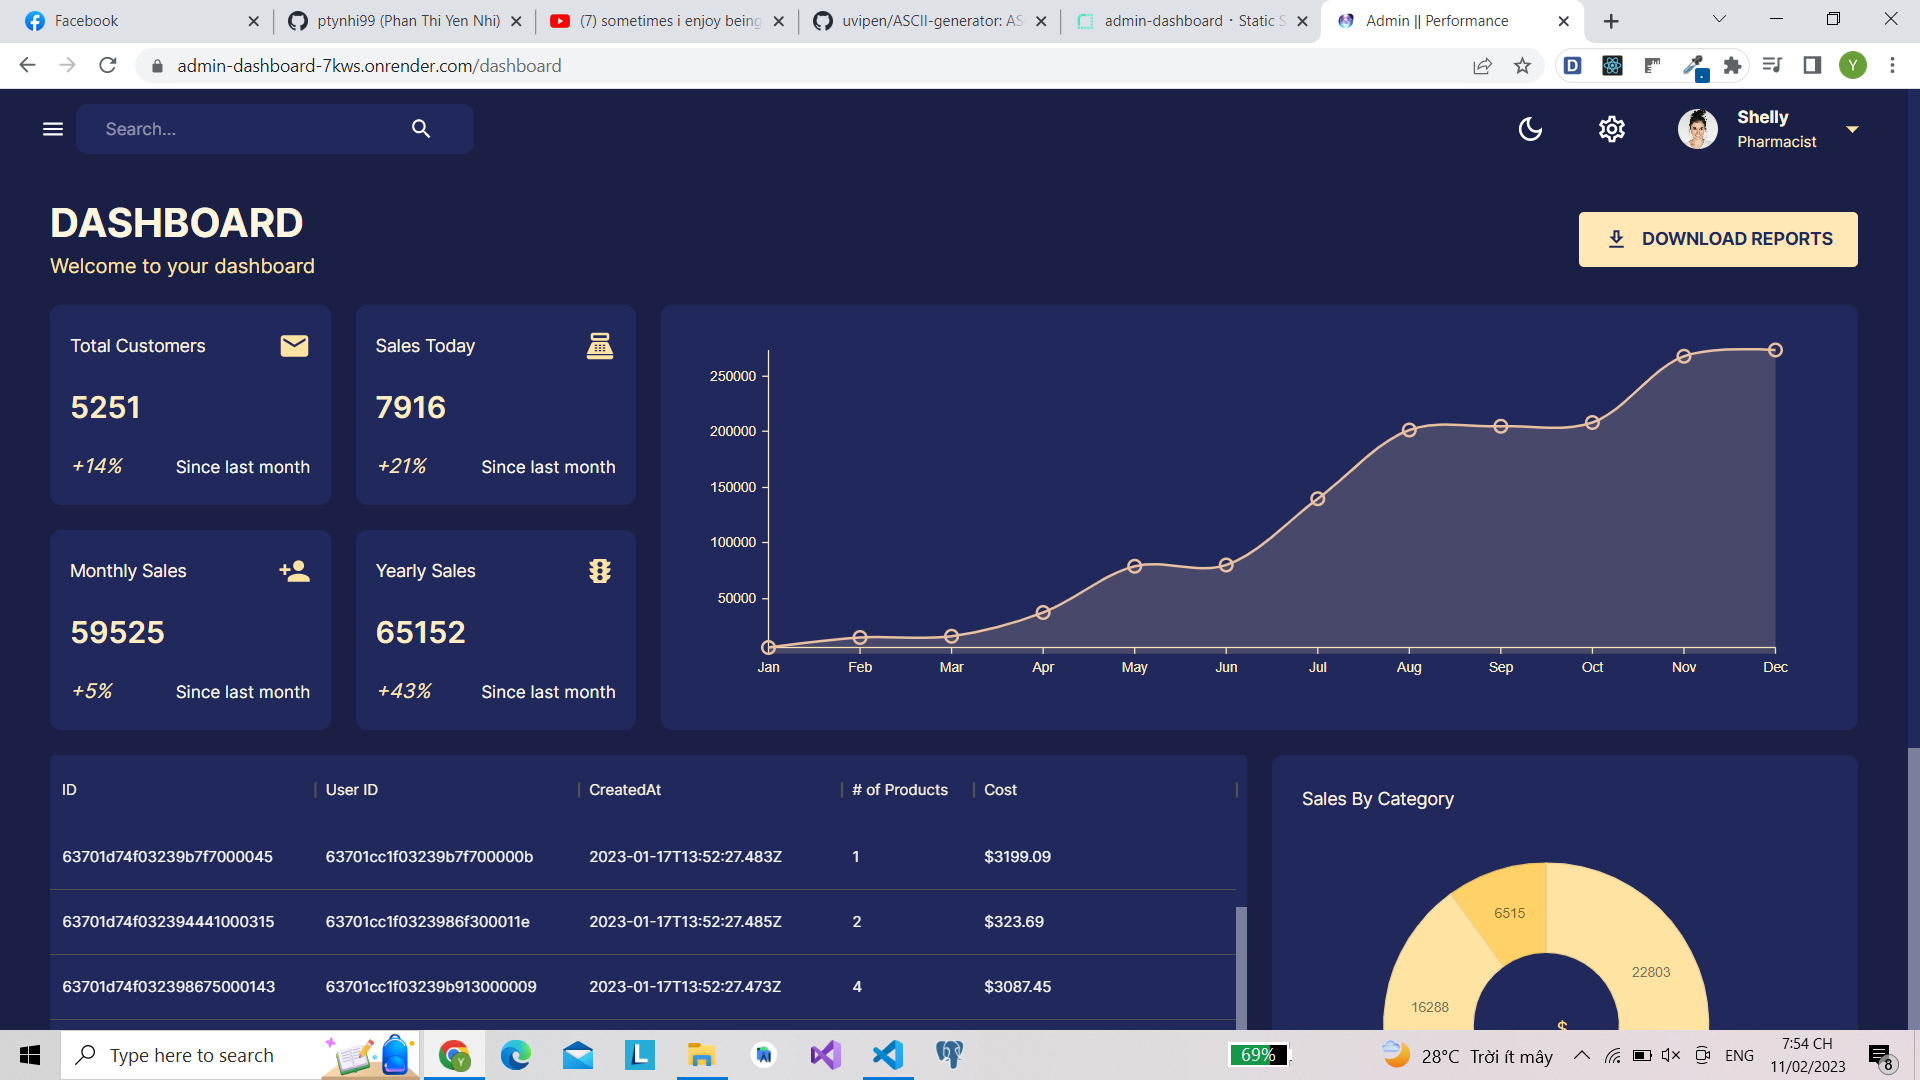 Facebook
ptynhi99 (Phan Thi Yen Nhi)
(7) sometimes i enjoy being
uvipen/ASCII-generator: AS
admin-dashboard · Static S
Admin || Performance
admin-dashboard-7kws.onrender.com/dashboard
Y
Search...
Shelly
Pharmacist
DASHBOARD
Welcome to your dashboard
DOWNLOAD REPORTS
Total Customers
5251
+14% Since last month
Sales Today
7916
+21% Since last month
Monthly Sales
59525
+5% Since last month
Yearly Sales
65152
+43% Since last month
250000
200000
150000
100000
50000
Jan Feb Mar Apr May Jun Jul Aug Sep Oct Nov Dec
ID User ID CreatedAt # of Products Cost
63701d74f03239b7f7000045 63701cc1f03239b7f700000b 2023-01-17T13:52:27.483Z 1 $3199.09
63701d74f032394441000315 63701cc1f0323986f300011e 2023-01-17T13:52:27.485Z 2 $323.69
63701d74f032398675000143 63701cc1f03239b913000009 2023-01-17T13:52:27.473Z 4 $3087.45
Sales By Category
6515
22803
16288
$
Type here to search
69%
28°C Trời ít mây
ENG
7:54 CH
11/02/2023
8